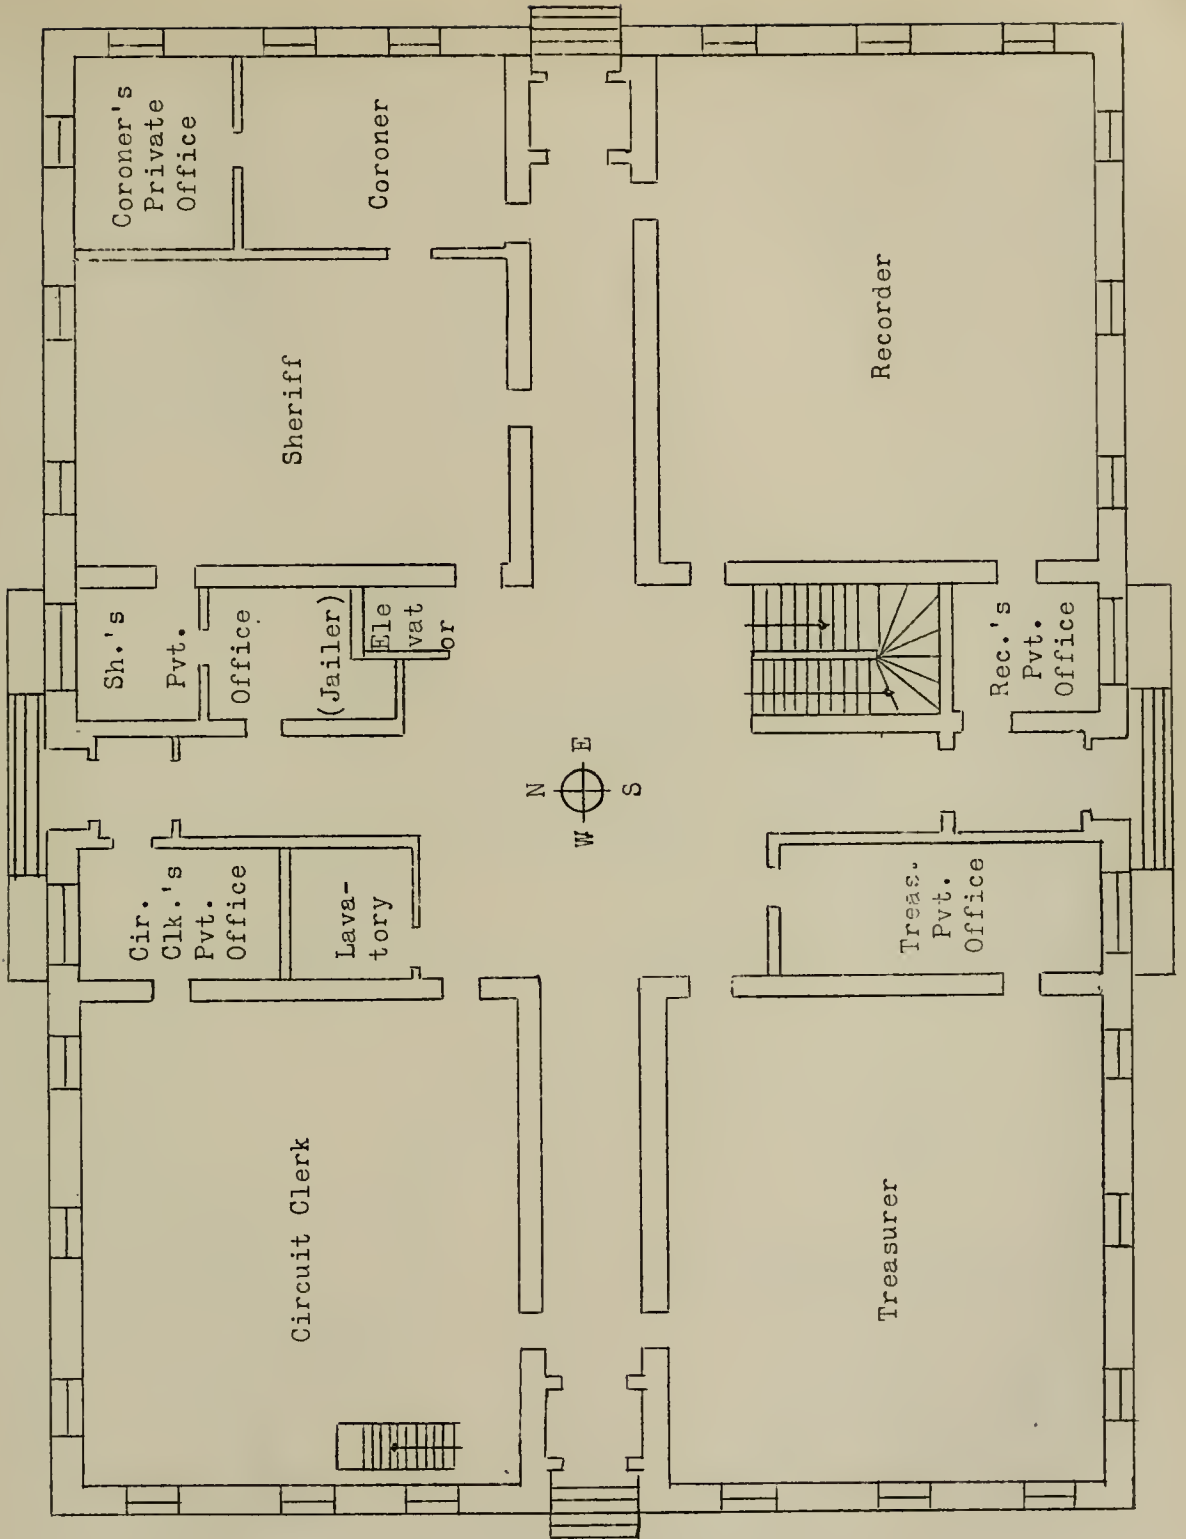 Cir.
Clk.'s
Pvt.
Office
Sh.'s
Pvt.
Office
(Jailer)
Ele
vat
or
Coroner's
Private
Office
Coroner
Circuit Clerk
Lava-
tory
Sheriff
N
W E
S
Treasurer
Treas.
Pvt.
Office
Rec.'s
Pvt.
Office
Recorder